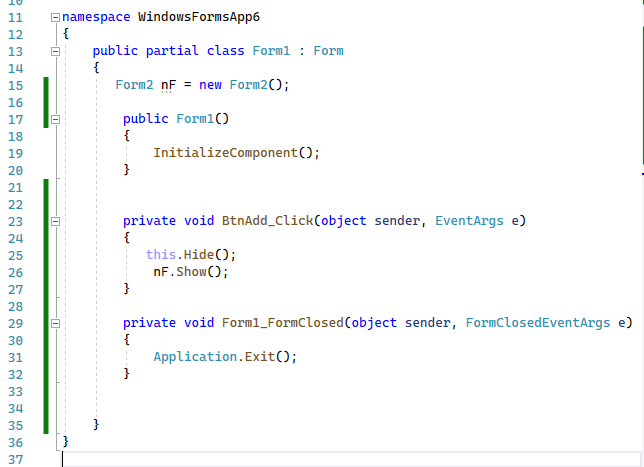 11 namespace WindowsFormsApp6
12 {
13 public partial class Form1 : Form
14 {
15 Form2 nF = new Form2();
16
17 public Form1()
18 {
19 InitializeComponent();
20 }
21
22
23 private void BtnAdd_Click(object sender, EventArgs e)
24 {
25 this.Hide();
26 nF.Show();
27 }
28
29 private void Form1_FormClosed(object sender, FormClosedEventArgs e)
30 {
31 Application.Exit();
32 }
33
34
35 }
36 }
37